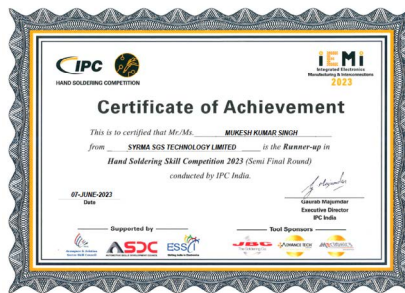 IPC
HAND SOLDERING COMPETITION
iEMi
Integrated Electronics
Manufacturing & Interconnections
2023
Certificate of Achievement
This is to certified that Mr./Ms. MUKESH KUMAR SINGH
from SYRMA SGS TECHNOLOGY LIMITED is the Runner-up in
Hand Soldering Skill Competition 2023 (Semi Final Round)
conducted by IPC India.
07-JUNE-2023
Date
Gaurab Majumdar
Executive Director
IPC India
Supported by
Tool Sponsors
ASDC
ESSCI
JBC
ADVANCE TECH